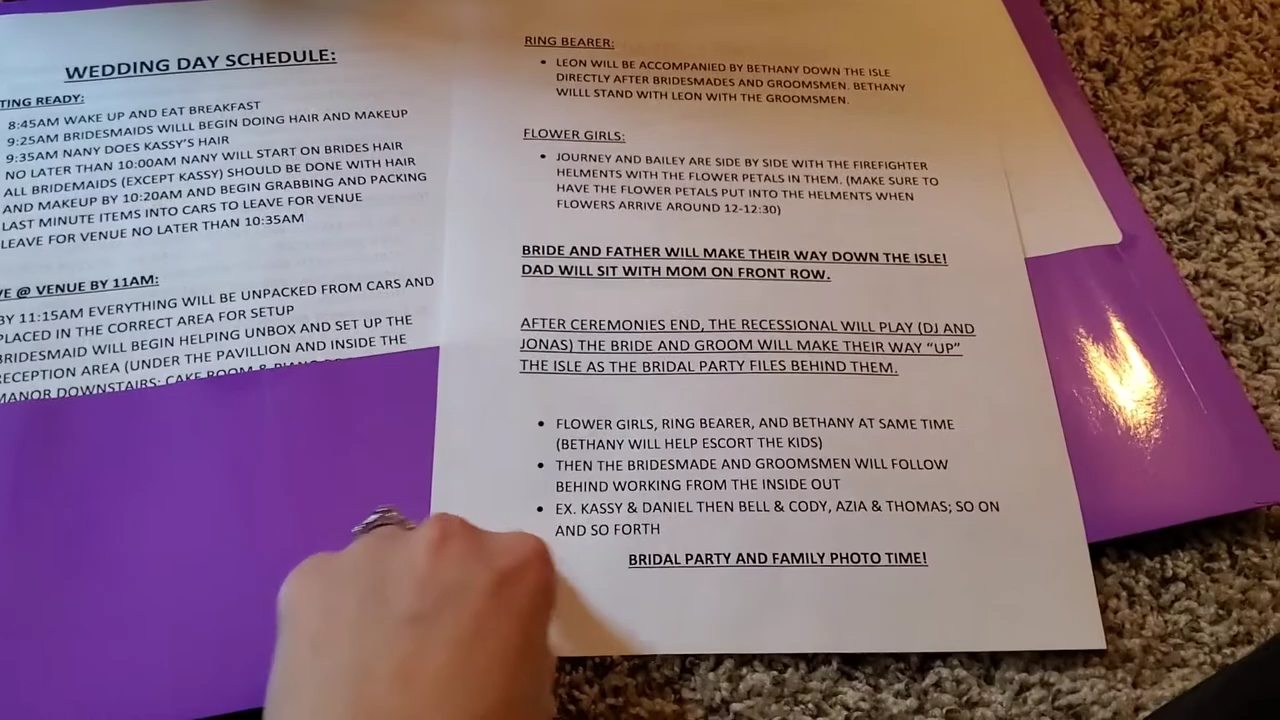 WEDDING DAY SCHEDULE:
TING READY:
8:45AM WAKE UP AND EAT BREAKFAST
9:25AM BRIDESMAIDS WILLL BEGIN DOING HAIR AND MAKEUP
9:35AM NANY DOES KASSY'S HAIR
NO LATER THAN 10:00AM NANY WILL START ON BRIDES HAIR
ALL BRIDEMAIDS (EXCEPT KASSY) SHOULD BE DONE WITH HAIR
AND MAKEUP BY 10:20AM AND BEGIN GRABBING AND PACKING
LAST MINUTE ITEMS INTO CARS TO LEAVE FOR VENUE
LEAVE FOR VENUE NO LATER THAN 10:35AM
VE @ VENUE BY 11AM:
BY 11:15AM EVERYTHING WILL BE UNPACKED FROM CARS AND
PLACED IN THE CORRECT AREA FOR SETUP
BRIDESMAID WILL BEGIN HELPING UNBOX AND SET UP THE
RECEPTION AREA (UNDER THE PAVILLION AND INSIDE THE
MANOR DOWNSTAIRS: CAKE ROOM &
RING BEARER:
• LEON WILL BE ACCOMPANIED BY BETHANY DOWN THE ISLE
DIRECTLY AFTER BRIDESMADES AND GROOMSMEN. BETHANY
WILLL STAND WITH LEON WITH THE GROOMSMEN.
FLOWER GIRLS:
• JOURNEY AND BAILEY ARE SIDE BY SIDE WITH THE FIREFIGHTER
HELMENTS WITH THE FLOWER PETALS IN THEM. (MAKE SURE TO
HAVE THE FLOWER PETALS PUT INTO THE HELMENTS WHEN
FLOWERS ARRIVE AROUND 12-12:30)
BRIDE AND FATHER WILL MAKE THEIR WAY DOWN THE ISLE!
DAD WILL SIT WITH MOM ON FRONT ROW.
AFTER CEREMONIES END, THE RECESSIONAL WILL PLAY (DJ AND
JONAS) THE BRIDE AND GROOM WILL MAKE THEIR WAY "UP"
THE ISLE AS THE BRIDAL PARTY FILES BEHIND THEM.
• FLOWER GIRLS, RING BEARER, AND BETHANY AT SAME TIME
(BETHANY WILL HELP ESCORT THE KIDS)
• THEN THE BRIDESMADE AND GROOMSMEN WILL FOLLOW
BEHIND WORKING FROM THE INSIDE OUT
• EX. KASSY & DANIEL THEN BELL & CODY, AZIA & THOMAS; SO ON
AND SO FORTH
BRIDAL PARTY AND FAMILY PHOTO TIME!